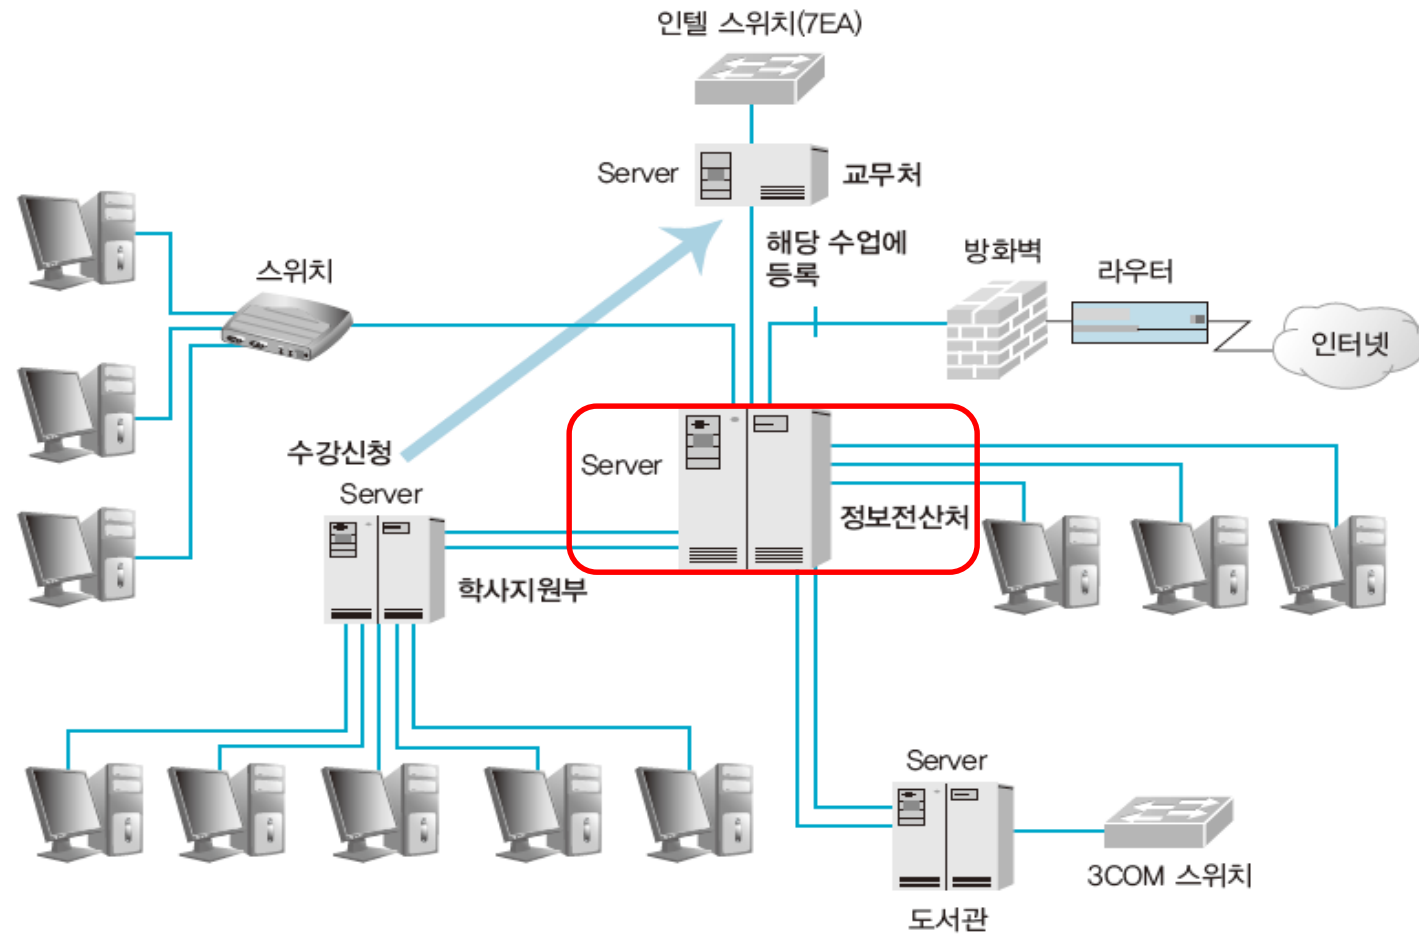 인텔 스위치(7EA)
Server
교무처
해당 수업에
등록
방화벽
라우터
인터넷
스위치
수강신청
Server
학사지원부
Server
정보전산처
Server
3COM 스위치
도서관